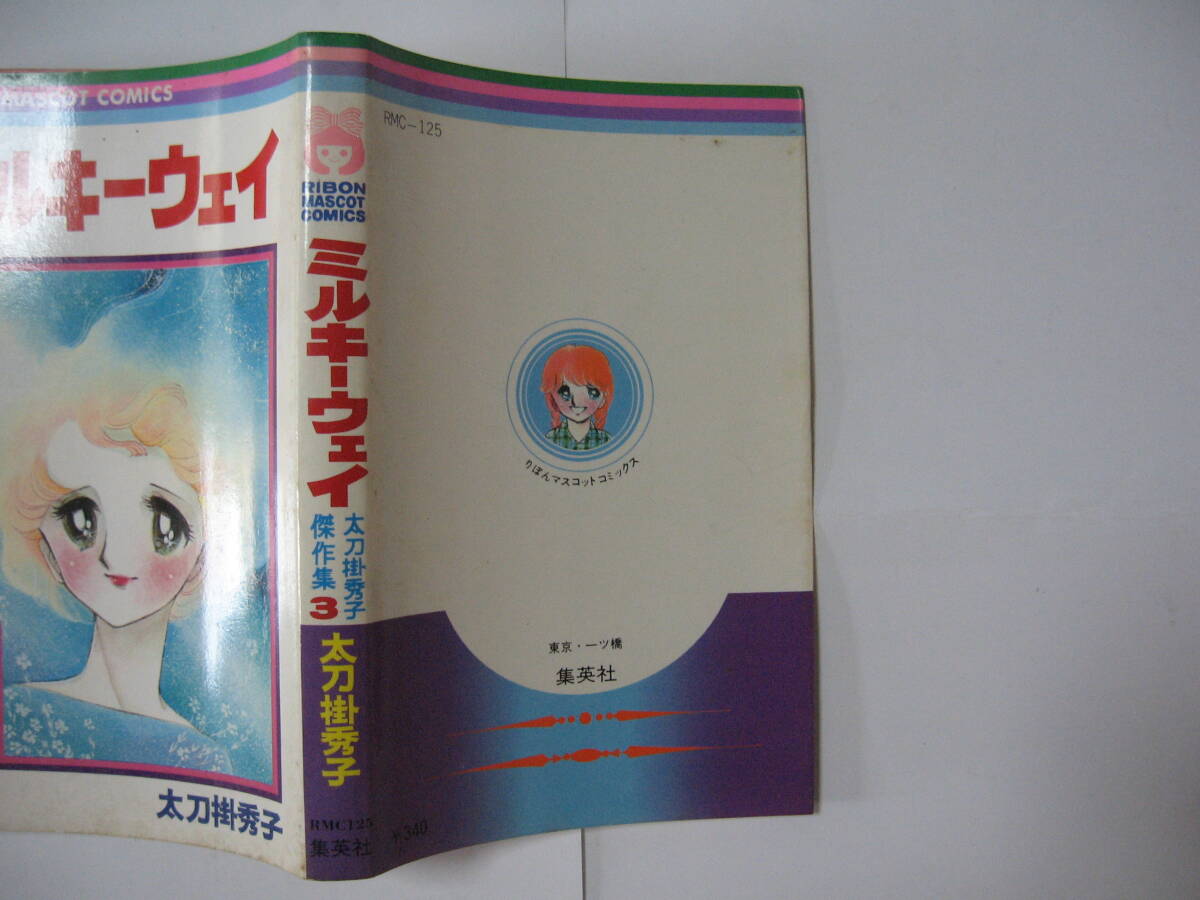 MASCOT COMICS
ルキーウェイ
太刀掛秀子
RIBON
MASCOT
COMICS
ミルキーウェイ
太刀掛秀子
傑作集 3
太刀掛秀子
RMC125
集英社
RMC-125
りぼんマスコットコミックス
東京・一ツ橋
集英社
¥340